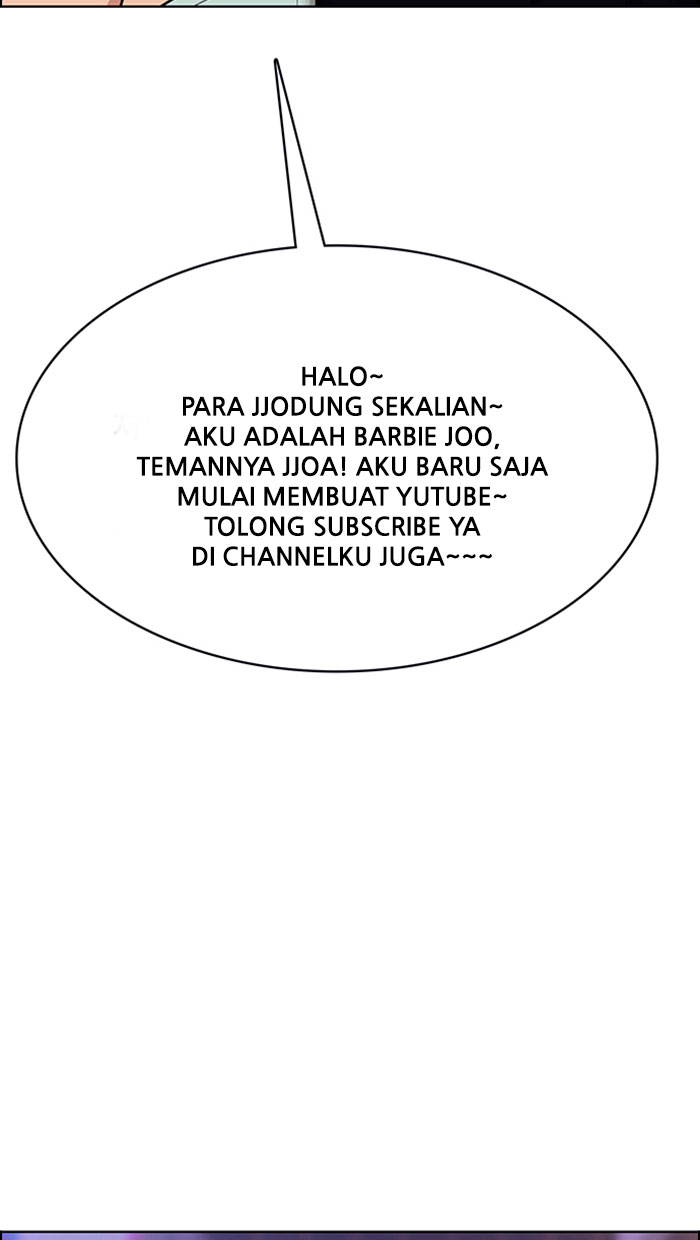 HALO~
PARA JJODUNG SEKALIAN~
AKU ADALAH BARBIE JOO,
TEMANNYA JJOA! AKU BARU SAJA
MULAI MEMBUAT YUTUBE~
TOLONG SUBSCRIBE YA
DI CHANNELKU JUGA~~~